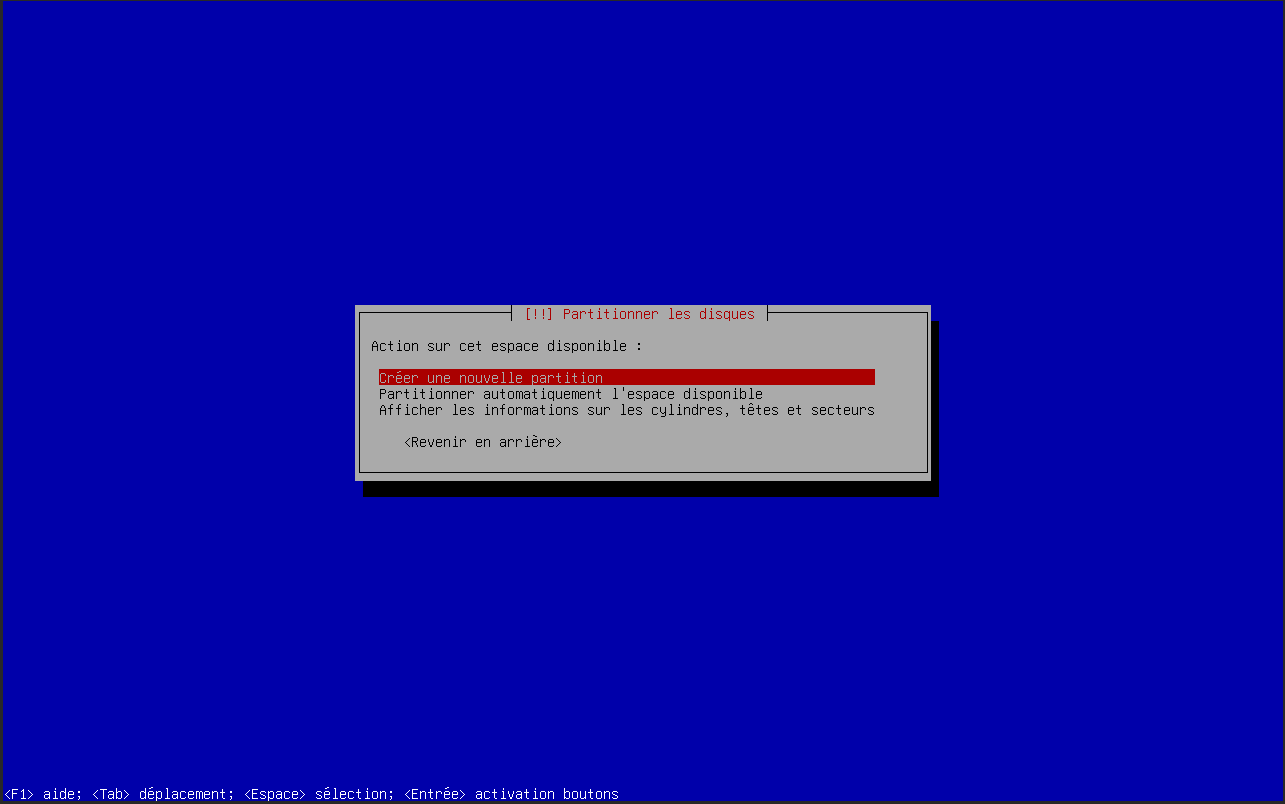 [!!] Partitionner les disques
Action sur cet espace disponible :
Créer une nouvelle partition
Partitionner automatiquement l'espace disponible
Afficher les informations sur les cylindres, têtes et secteurs
<Revenir en arrière>
<F1> aide; <Tab> déplacement; <Espace> sélection; <Entrée> activation boutons